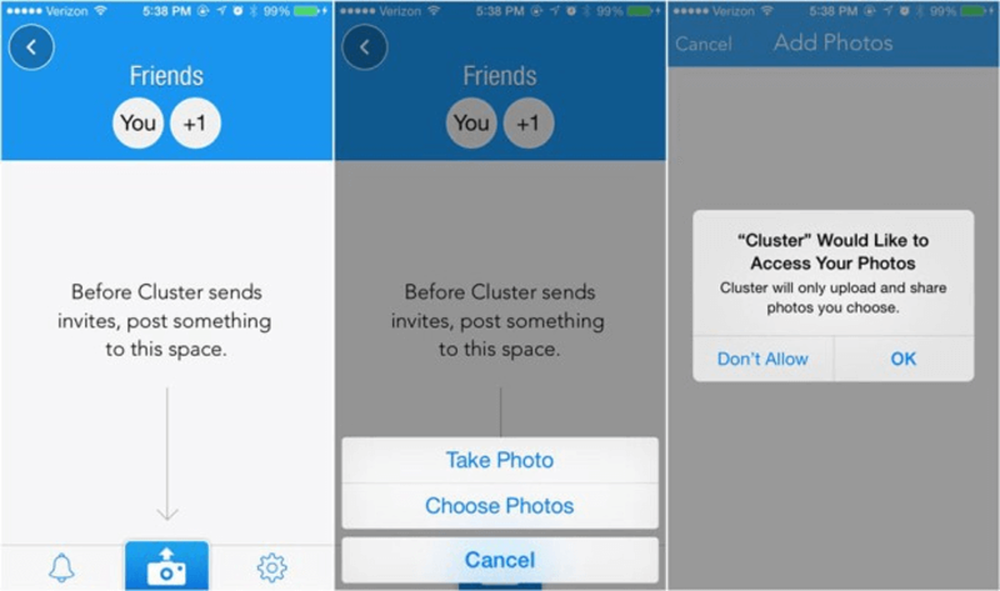 Verizon 5:38 PM 99%
Friends
You +1
Before Cluster sends
invites, post something
to this space.
Verizon 5:38 PM 99%
Friends
You +1
Before Cluster sends
invites, post something
to this space.
Take Photo
Choose Photos
Cancel
Verizon 5:38 PM 99%
Cancel Add Photos
“Cluster” Would Like to
Access Your Photos
Cluster will only upload and share
photos you choose.
Don’t Allow OK